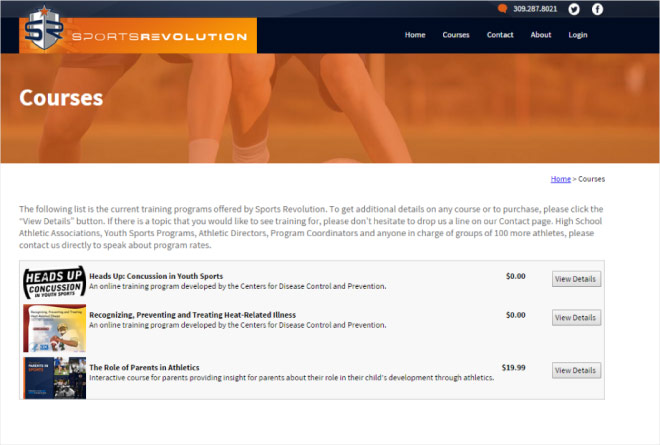 309.287.8021
SR
SPORTSREVOLUTION
Home Courses Contact About Login
Courses
Home > Courses
The following list is the current training programs offered by Sports Revolution. To get additional details on any course or to purchase, please click the
"View Details" button. If there is a topic that you would like to see training for, please don't hesitate to drop us a line on our Contact page. High School
Athletic Associations, Youth Sports Programs, Athletic Directors, Program Coordinators and anyone in charge of groups of 100 more athletes, please
contact us directly to speak about program rates.
HEADS UP
CONCUSSION
IN YOUTH SPORTS
Heads Up: Concussion in Youth Sports $0.00 View Details
An online training program developed by the Centers for Disease Control and Prevention.
Recognizing, Preventing and Treating
Recognizing, Preventing and Treating Heat-Related Illness $0.00 View Details
An online training program developed by the Centers for Disease Control and Prevention.
PARENTS IN
SPORTS
The Role of Parents in Athletics $19.99 View Details
Interactive course for parents providing insight for parents about their role in their child's development through athletics.